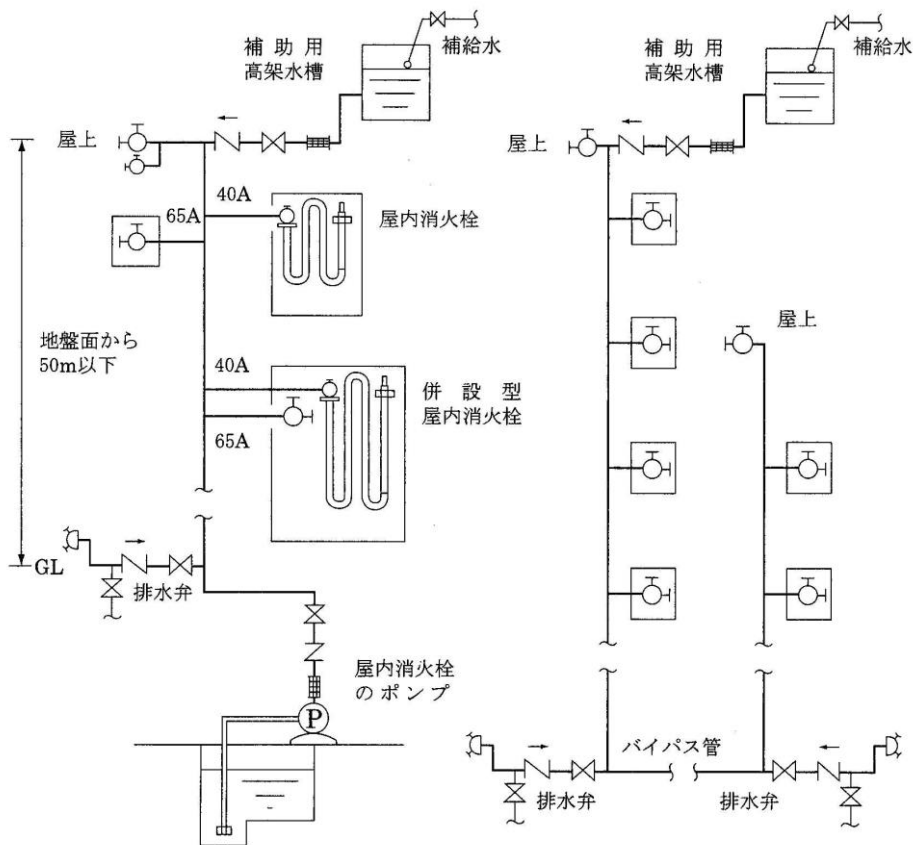 補助用
高架水槽
補給水
屋上
40A
65A
屋内消火栓
地盤面から
50m以下
40A
併設型
屋内消火栓
65A
GL
排水弁
屋内消火栓
のポンプ
P
補助用
高架水槽
補給水
屋上
屋上
バイパス管
排水弁
排水弁